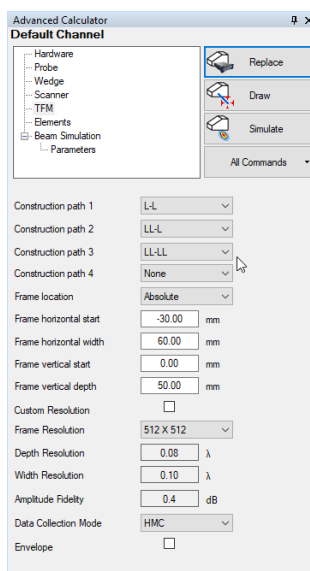 Advanced Calculator
Default Channel
Hardware
Probe
Wedge
Scanner
TFM
Elements
Beam Simulation
Parameters
Replace
Draw
Simulate
All Commands
Construction path 1 L-L
Construction path 2 LL-L
Construction path 3 LL-LL
Construction path 4 None
Frame location Absolute
Frame horizontal start -30.00 mm
Frame horizontal width 60.00 mm
Frame vertical start 0.00 mm
Frame vertical depth 50.00 mm
Custom Resolution
Frame Resolution 512 X 512
Depth Resolution 0.08 λ
Width Resolution 0.10 λ
Amplitude Fidelity 0.4 dB
Data Collection Mode HMC
Envelope